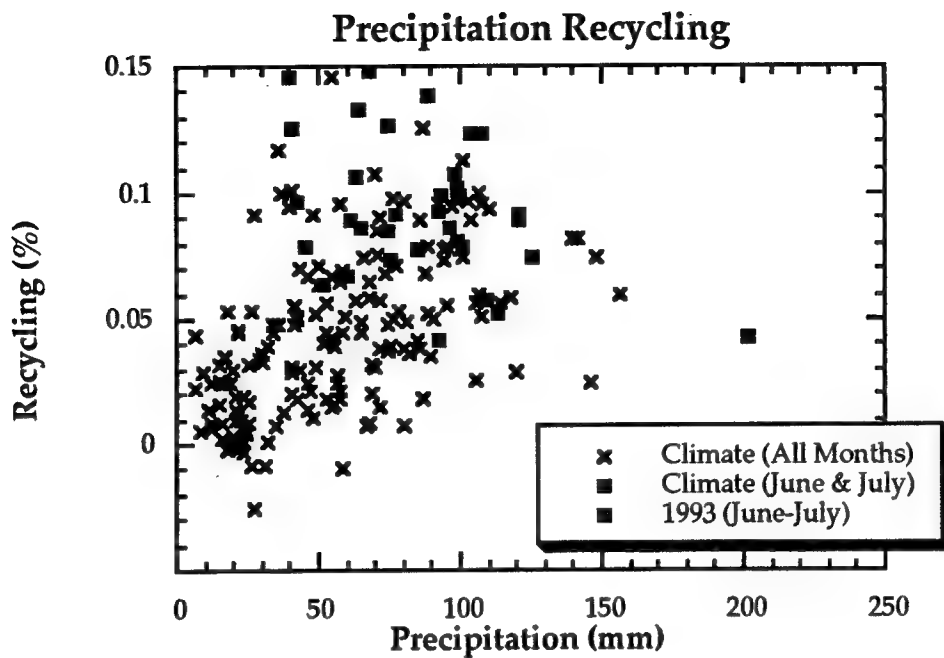 Precipitation Recycling
0.15
0.1
0.05
0
Recycling (%)
Climate (All Months)
Climate (June & July)
1993 (June-July)
0 50 100 150 200 250
Precipitation (mm)